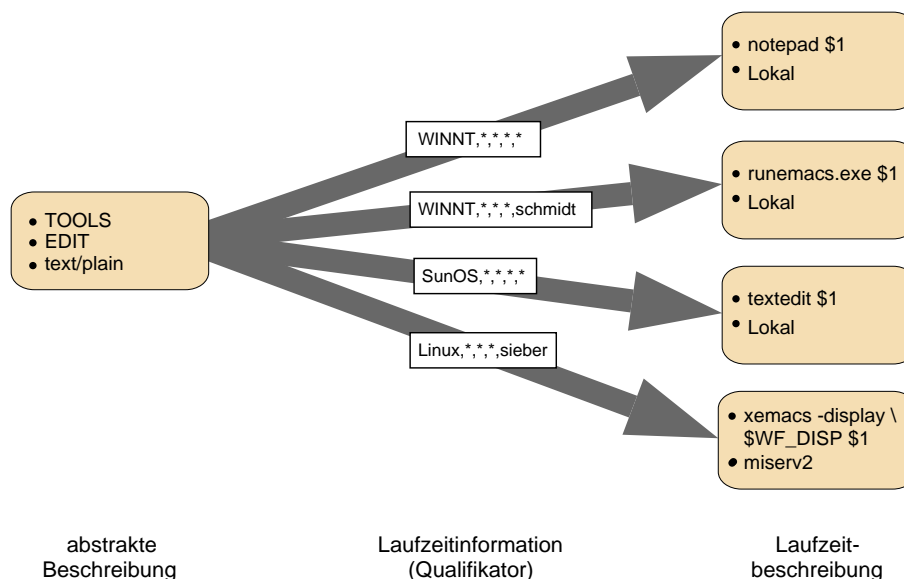 • notepad $1
• Lokal
WINNT,*,*,*,*
• runemacs.exe $1
• Lokal
WINNT,*,*,*,schmidt
• TOOLS
• EDIT
• text/plain
SunOS,*,*,*,*
• textedit $1
• Lokal
Linux,*,*,*,sieber
• xemacs -display \
$WF_DISP $1
• miserv2
abstrakte
Beschreibung
Laufzeitinformation
(Qualifikator)
Laufzeit-
beschreibung